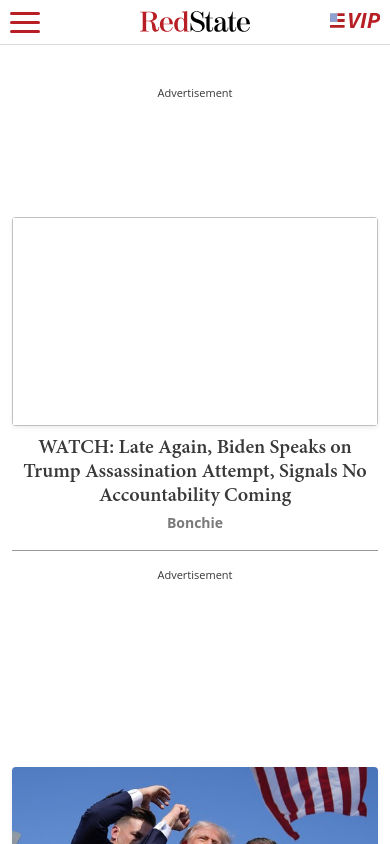 RedState
VIP
Advertisement
WATCH: Late Again, Biden Speaks on
Trump Assassination Attempt, Signals No
Accountability Coming
Bonchie
Advertisement